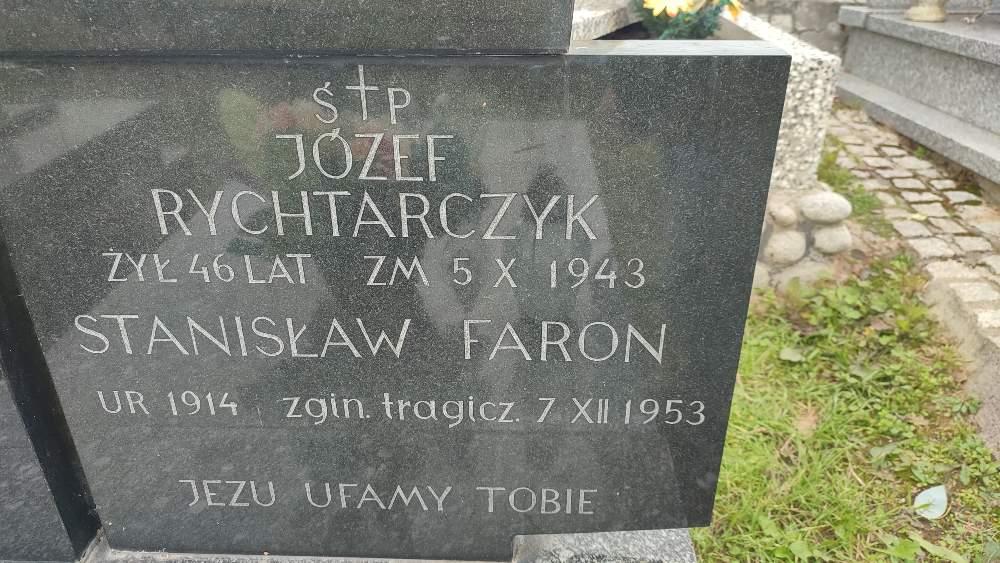 Ś†P
JÓZEF
RYCHTARCZYK
ŻYŁ 46 LAT ZM 5 X 1943
STANISŁAW FARON
UR 1914 zgin. tragicz. 7 XII 1953
JEZU UFAMY TOBIE